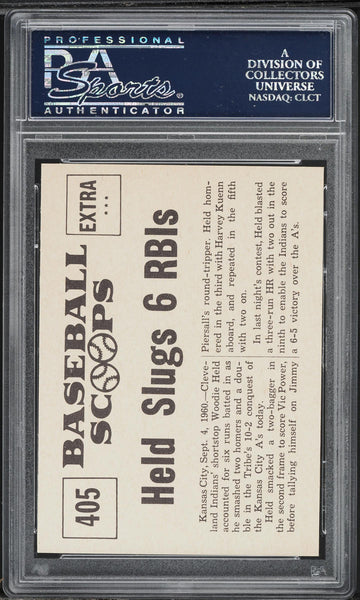 PROFESSIONAL
PSA
Sports
AUTHENTICATOR
A
DIVISION OF
COLLECTORS
UNIVERSE
NASDAQ: CLCT
405
BASEBALL
SCOOPS
EXTRA
...
Held Slugs 6 RBIs
Kansas City, Sept. 4, 1960.—Cleve-
land Indians' shortstop Woodie Held
accounted for six runs batted in as
he smashed two homers and a dou-
ble in the Tribe's 10-2 conquest of
the Kansas City A's today.
Held smacked a two-bagger in
the second frame to score Vic Power,
before tallying himself on Jimmy
Piersall's round-tripper. Held hom-
ered in the third with Harvey Kuenn
aboard, and repeated in the fifth
with two on.
In last night's contest, Held blasted
a three-run HR with two out in the
ninth to enable the Indians to score
a 6-5 victory over the A's.